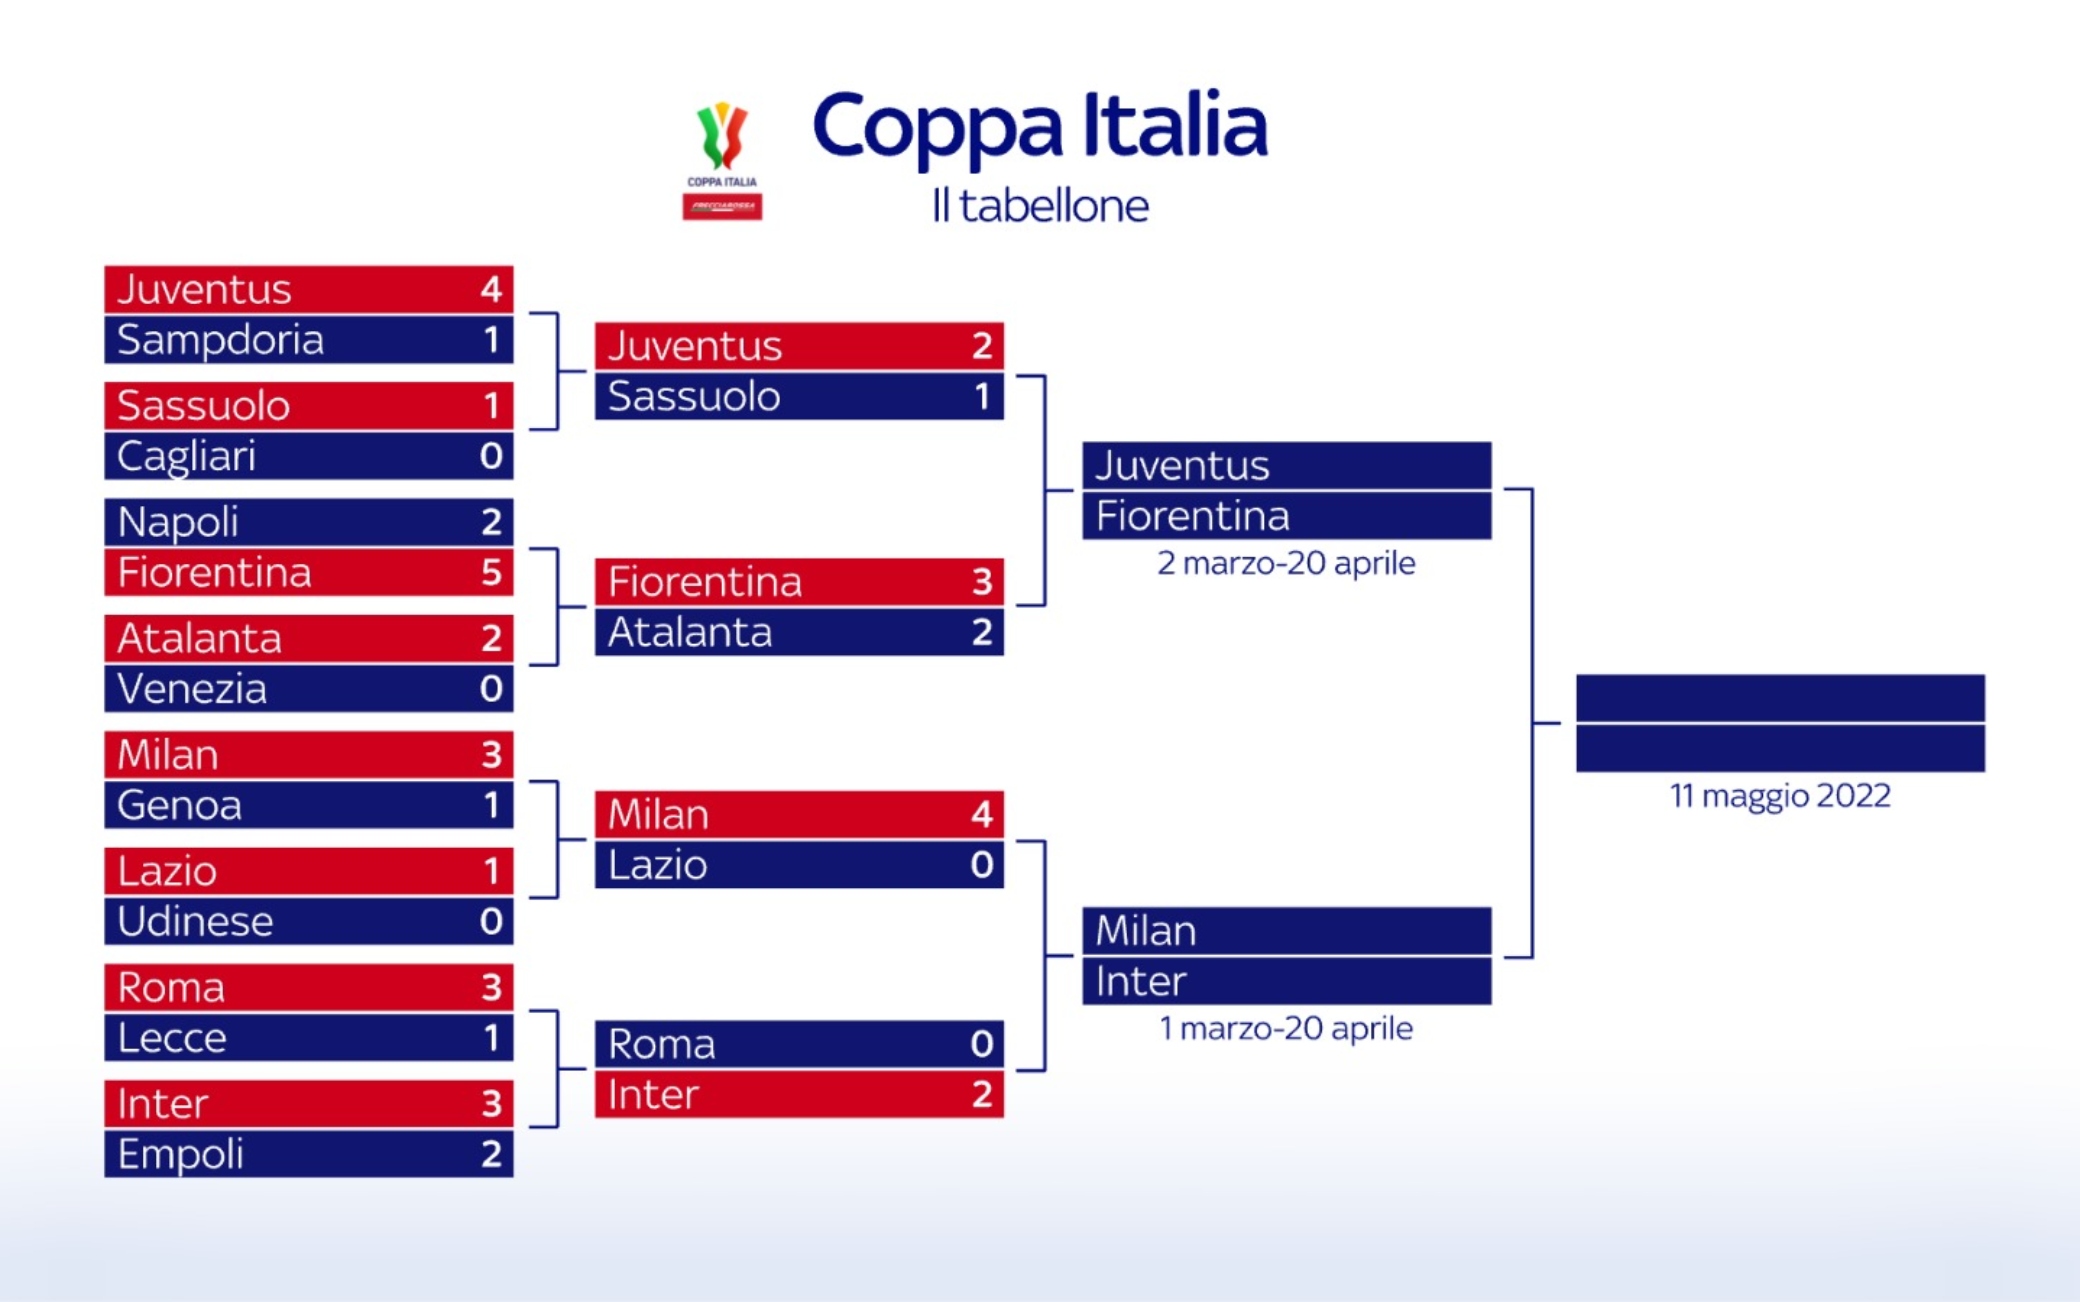 Coppa Italia
Il tabellone
COPPA ITALIA
FRECCIAROSSA
Juventus 4
Sampdoria 1
Sassuolo 1
Cagliari 0
Napoli 2
Fiorentina 5
Atalanta 2
Venezia 0
Milan 3
Genoa 1
Lazio 1
Udinese 0
Roma 3
Lecce 1
Inter 3
Empoli 2
Juventus 2
Sassuolo 1
Fiorentina 3
Atalanta 2
Milan 4
Lazio 0
Roma 0
Inter 2
Juventus
Fiorentina
2 marzo-20 aprile
Milan
Inter
1 marzo-20 aprile
11 maggio 2022